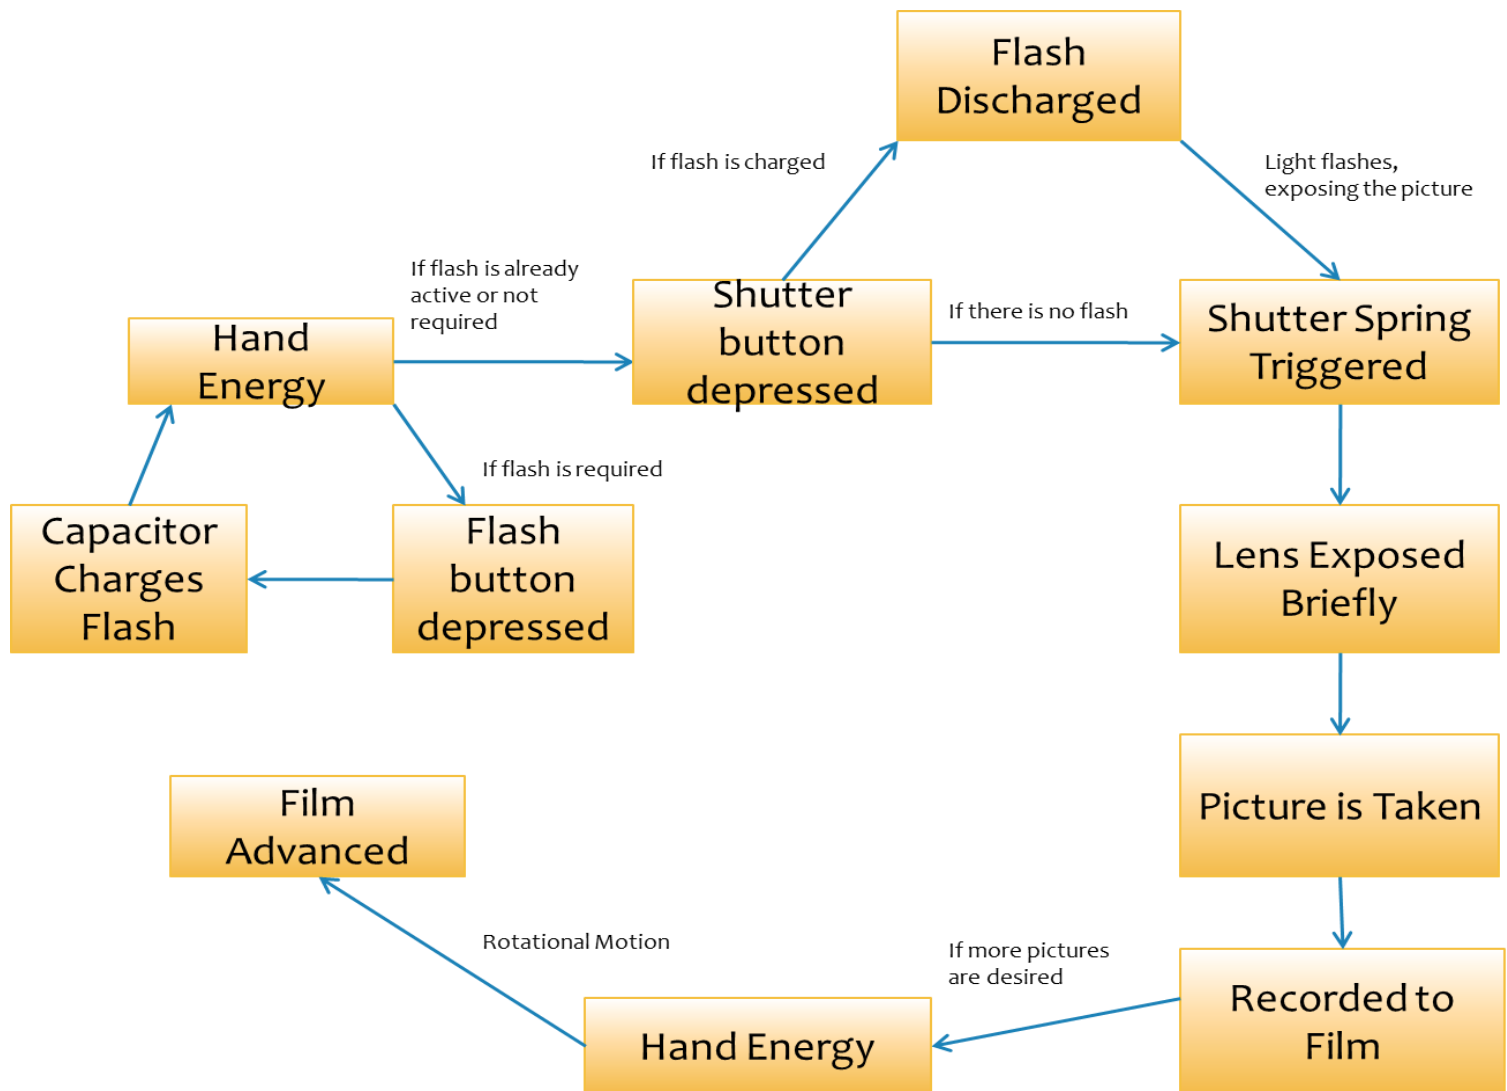 Flash
Discharged
If flash is charged
Light flashes,
exposing the picture
If flash is already
active or not
required
Hand
Energy
Shutter
button
depressed
If there is no flash
Shutter Spring
Triggered
If flash is required
Capacitor
Charges
Flash
Flash
button
depressed
Lens Exposed
Briefly
Picture is Taken
Film
Advanced
Rotational Motion
If more pictures
are desired
Hand Energy
Recorded to
Film